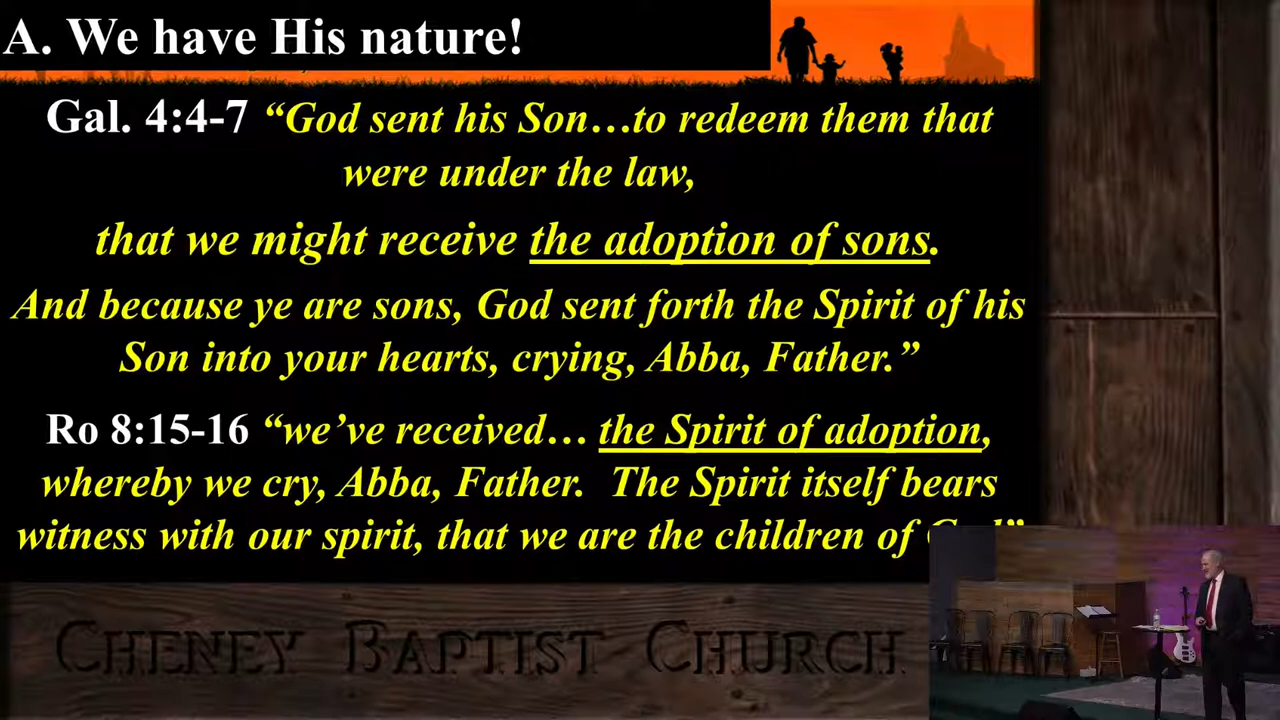 A. We have His nature!
Gal. 4:4-7 “God sent his Son…to redeem them that
were under the law,
that we might receive the adoption of sons.
And because ye are sons, God sent forth the Spirit of his
Son into your hearts, crying, Abba, Father.”
Ro 8:15-16 “we’ve received… the Spirit of adoption,
whereby we cry, Abba, Father. The Spirit itself bears
witness with our spirit, that we are the children of
CHENEY BAPTIST CHURCH